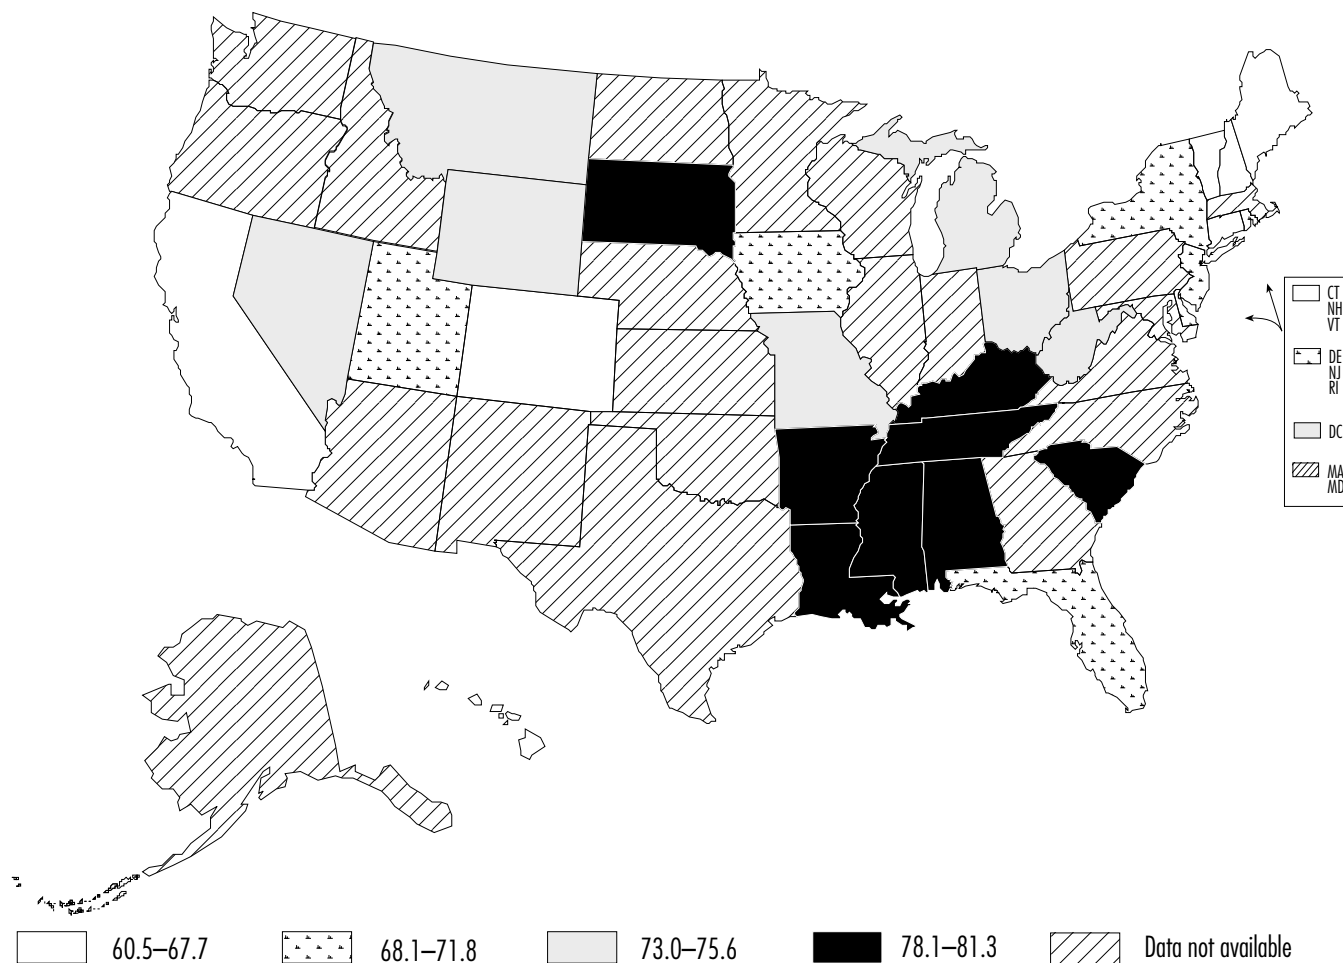 CT
NH
VT
DE
NJ
RI
DC
MA
MD
60.5–67.7
68.1–71.8
73.0–75.6
78.1–81.3
Data not available